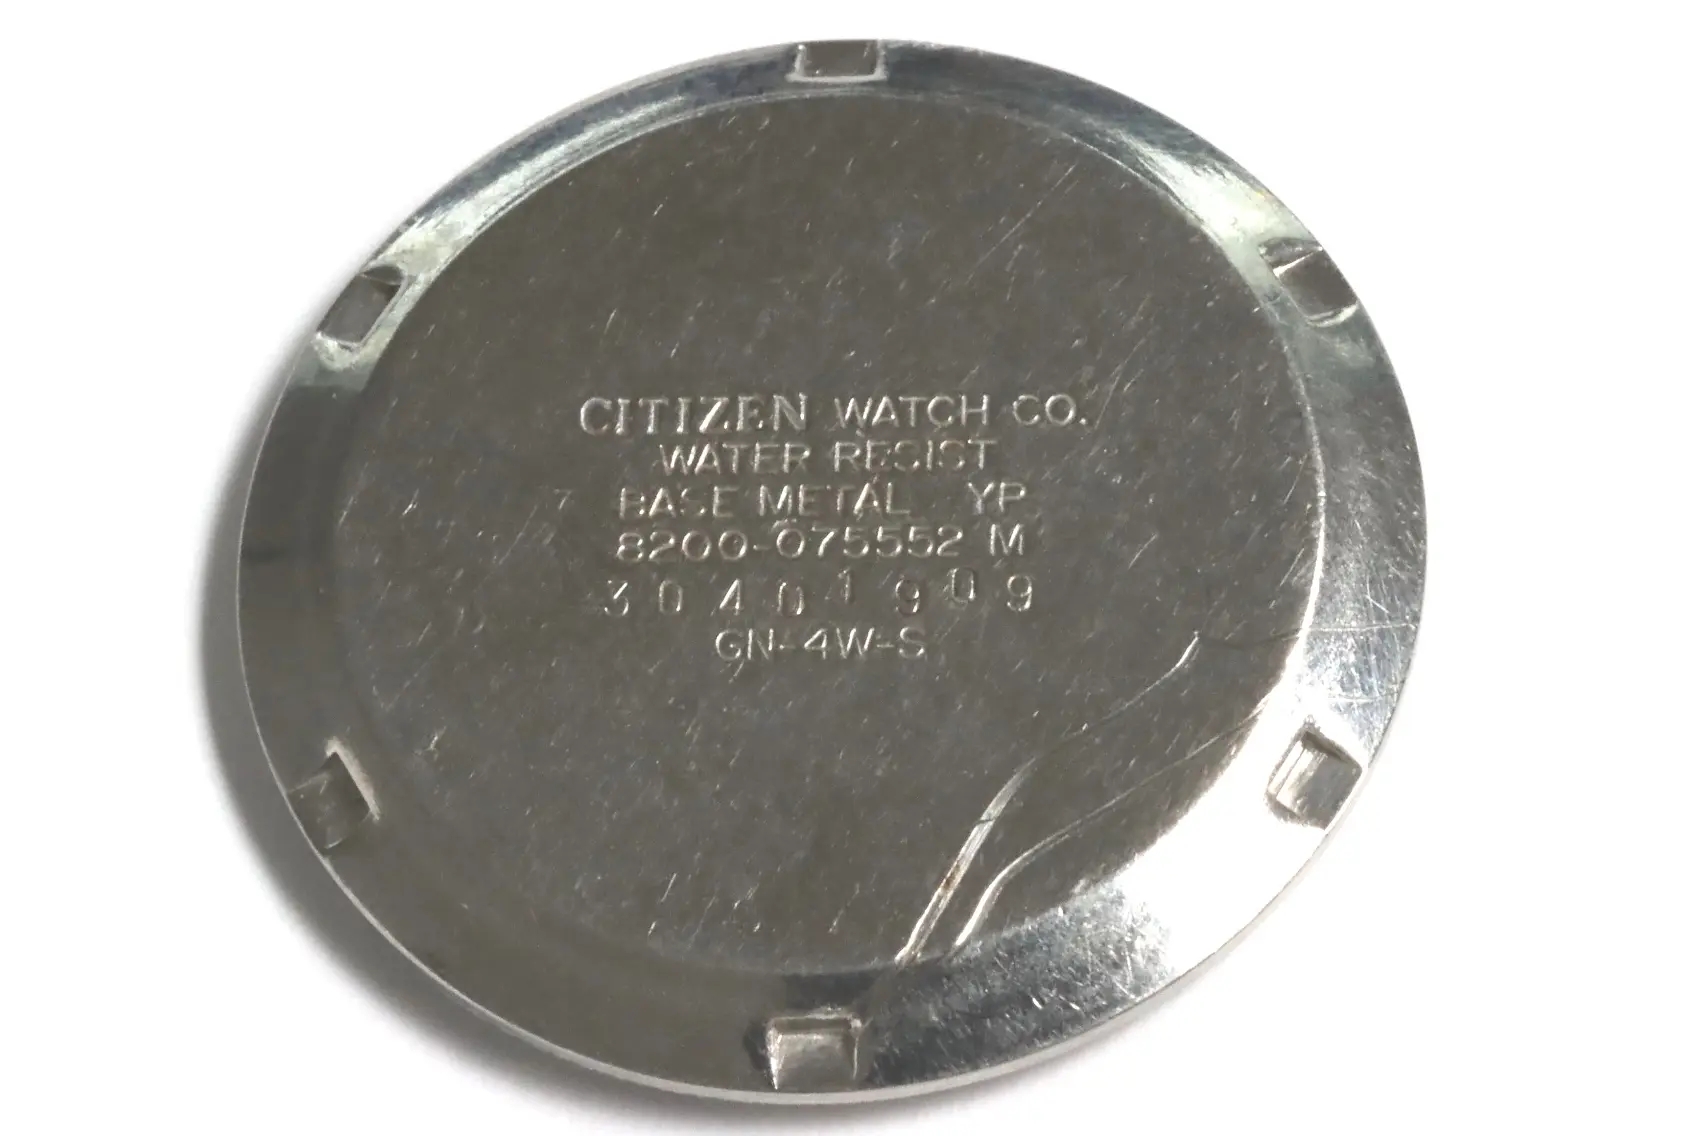 CITIZEN WATCH CO.
WATER RESIST
BASE METAL YP
8200-075552 M
30401909
GN-4W-S